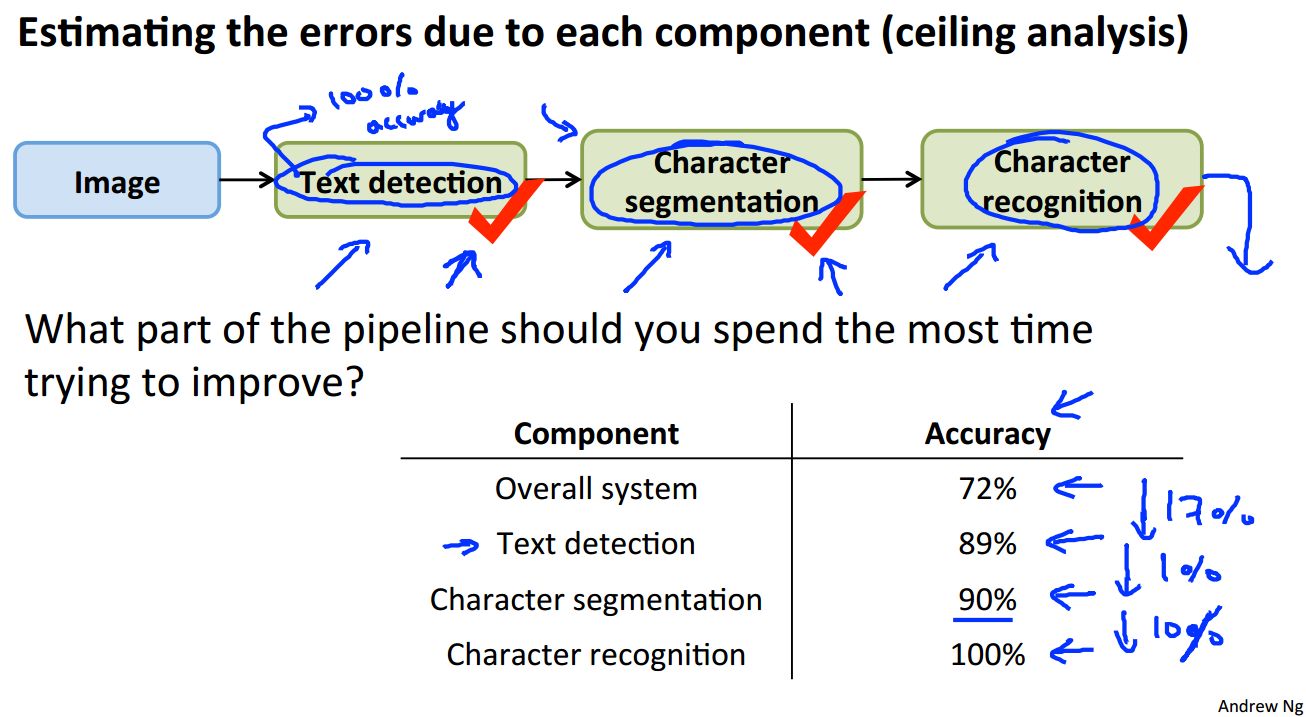 Estimating the errors due to each component (ceiling analysis)
100%
accuracy
Image
Text detection
Character
segmentation
Character
recognition
What part of the pipeline should you spend the most time
trying to improve?
Component Accuracy
Overall system 72%
17%
Text detection 89%
1%
Character segmentation 90%
10%
Character recognition 100%
Andrew Ng